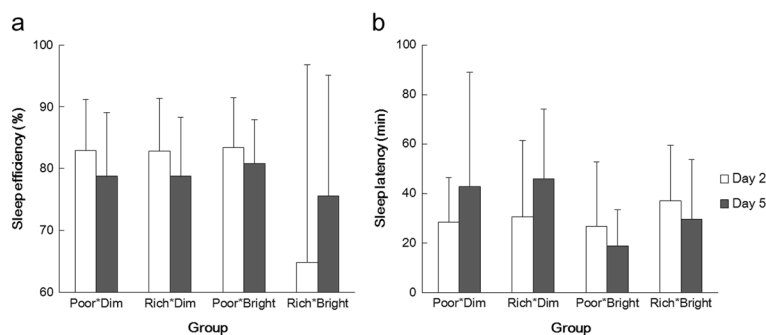 a
100
90
80
70
60
Sleep efficiency (%)
Poor*Dim Rich*Dim Poor*Bright Rich*Bright
Group
b
100
80
60
40
20
0
Sleep latency (min)
Poor*Dim Rich*Dim Poor*Bright Rich*Bright
Group
Day 2
Day 5